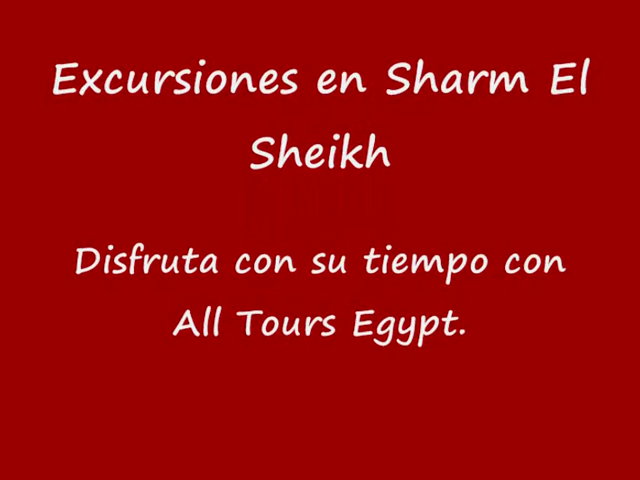 Excursiones en Sharm El
Sheikh
Disfruta con su tiempo con
All Tours Egypt.